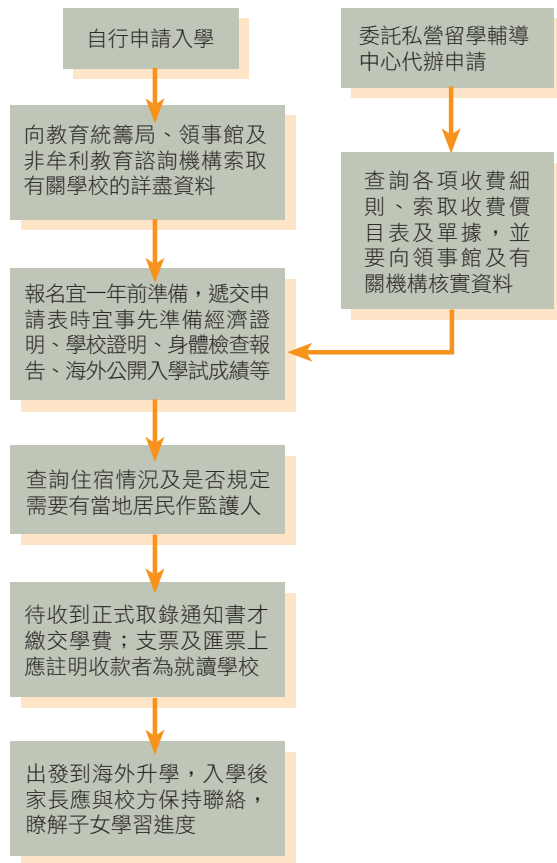 自行申請入學
委託私營留學輔導
中心代辦申請
向教育統籌局、領事館及
非牟利教育諮詢機構索取
有關學校的詳盡資料
查詢各項收費細
則、索取收費價
目表及單據，並
要向領事館及有
關機構核實資料
報名宜一年前準備，遞交申
請表時宜事先準備經濟證
明、學校證明、身體檢查報
告、海外公開入學試成績等
查詢住宿情況及是否規定
需要有當地居民作監護人
待收到正式取錄通知書才
繳交學費；支票及匯票上
應註明收款者為就讀學校
出發到海外升學，入學後
家長應與校方保持聯絡，
瞭解子女學習進度